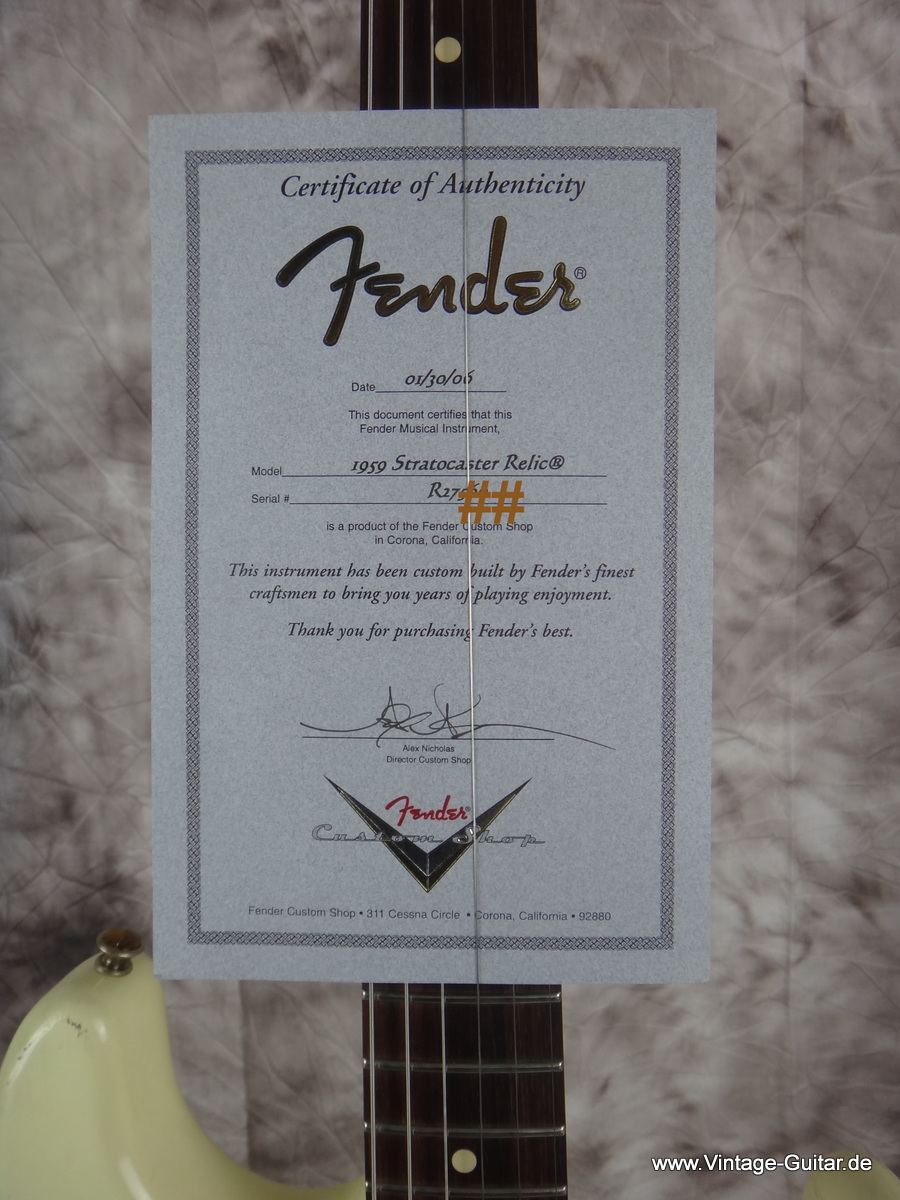 Certificate of Authenticity
Fender®
Date 01/30/06
This document certifies that this
Fender Musical Instrument,
Model 1959 Stratocaster Relic®
Serial # ##
is a product of the Fender Custom Shop
in Corona, California.
This instrument has been custom built by Fender's finest
craftsmen to bring you years of playing enjoyment.
Thank you for purchasing Fender's best.
Alex Nicholas
Director Custom Shop
Fender®
Custom Shop
Fender Custom Shop • 311 Cessna Circle • Corona, California • 92880
www.Vintage-Guitar.de